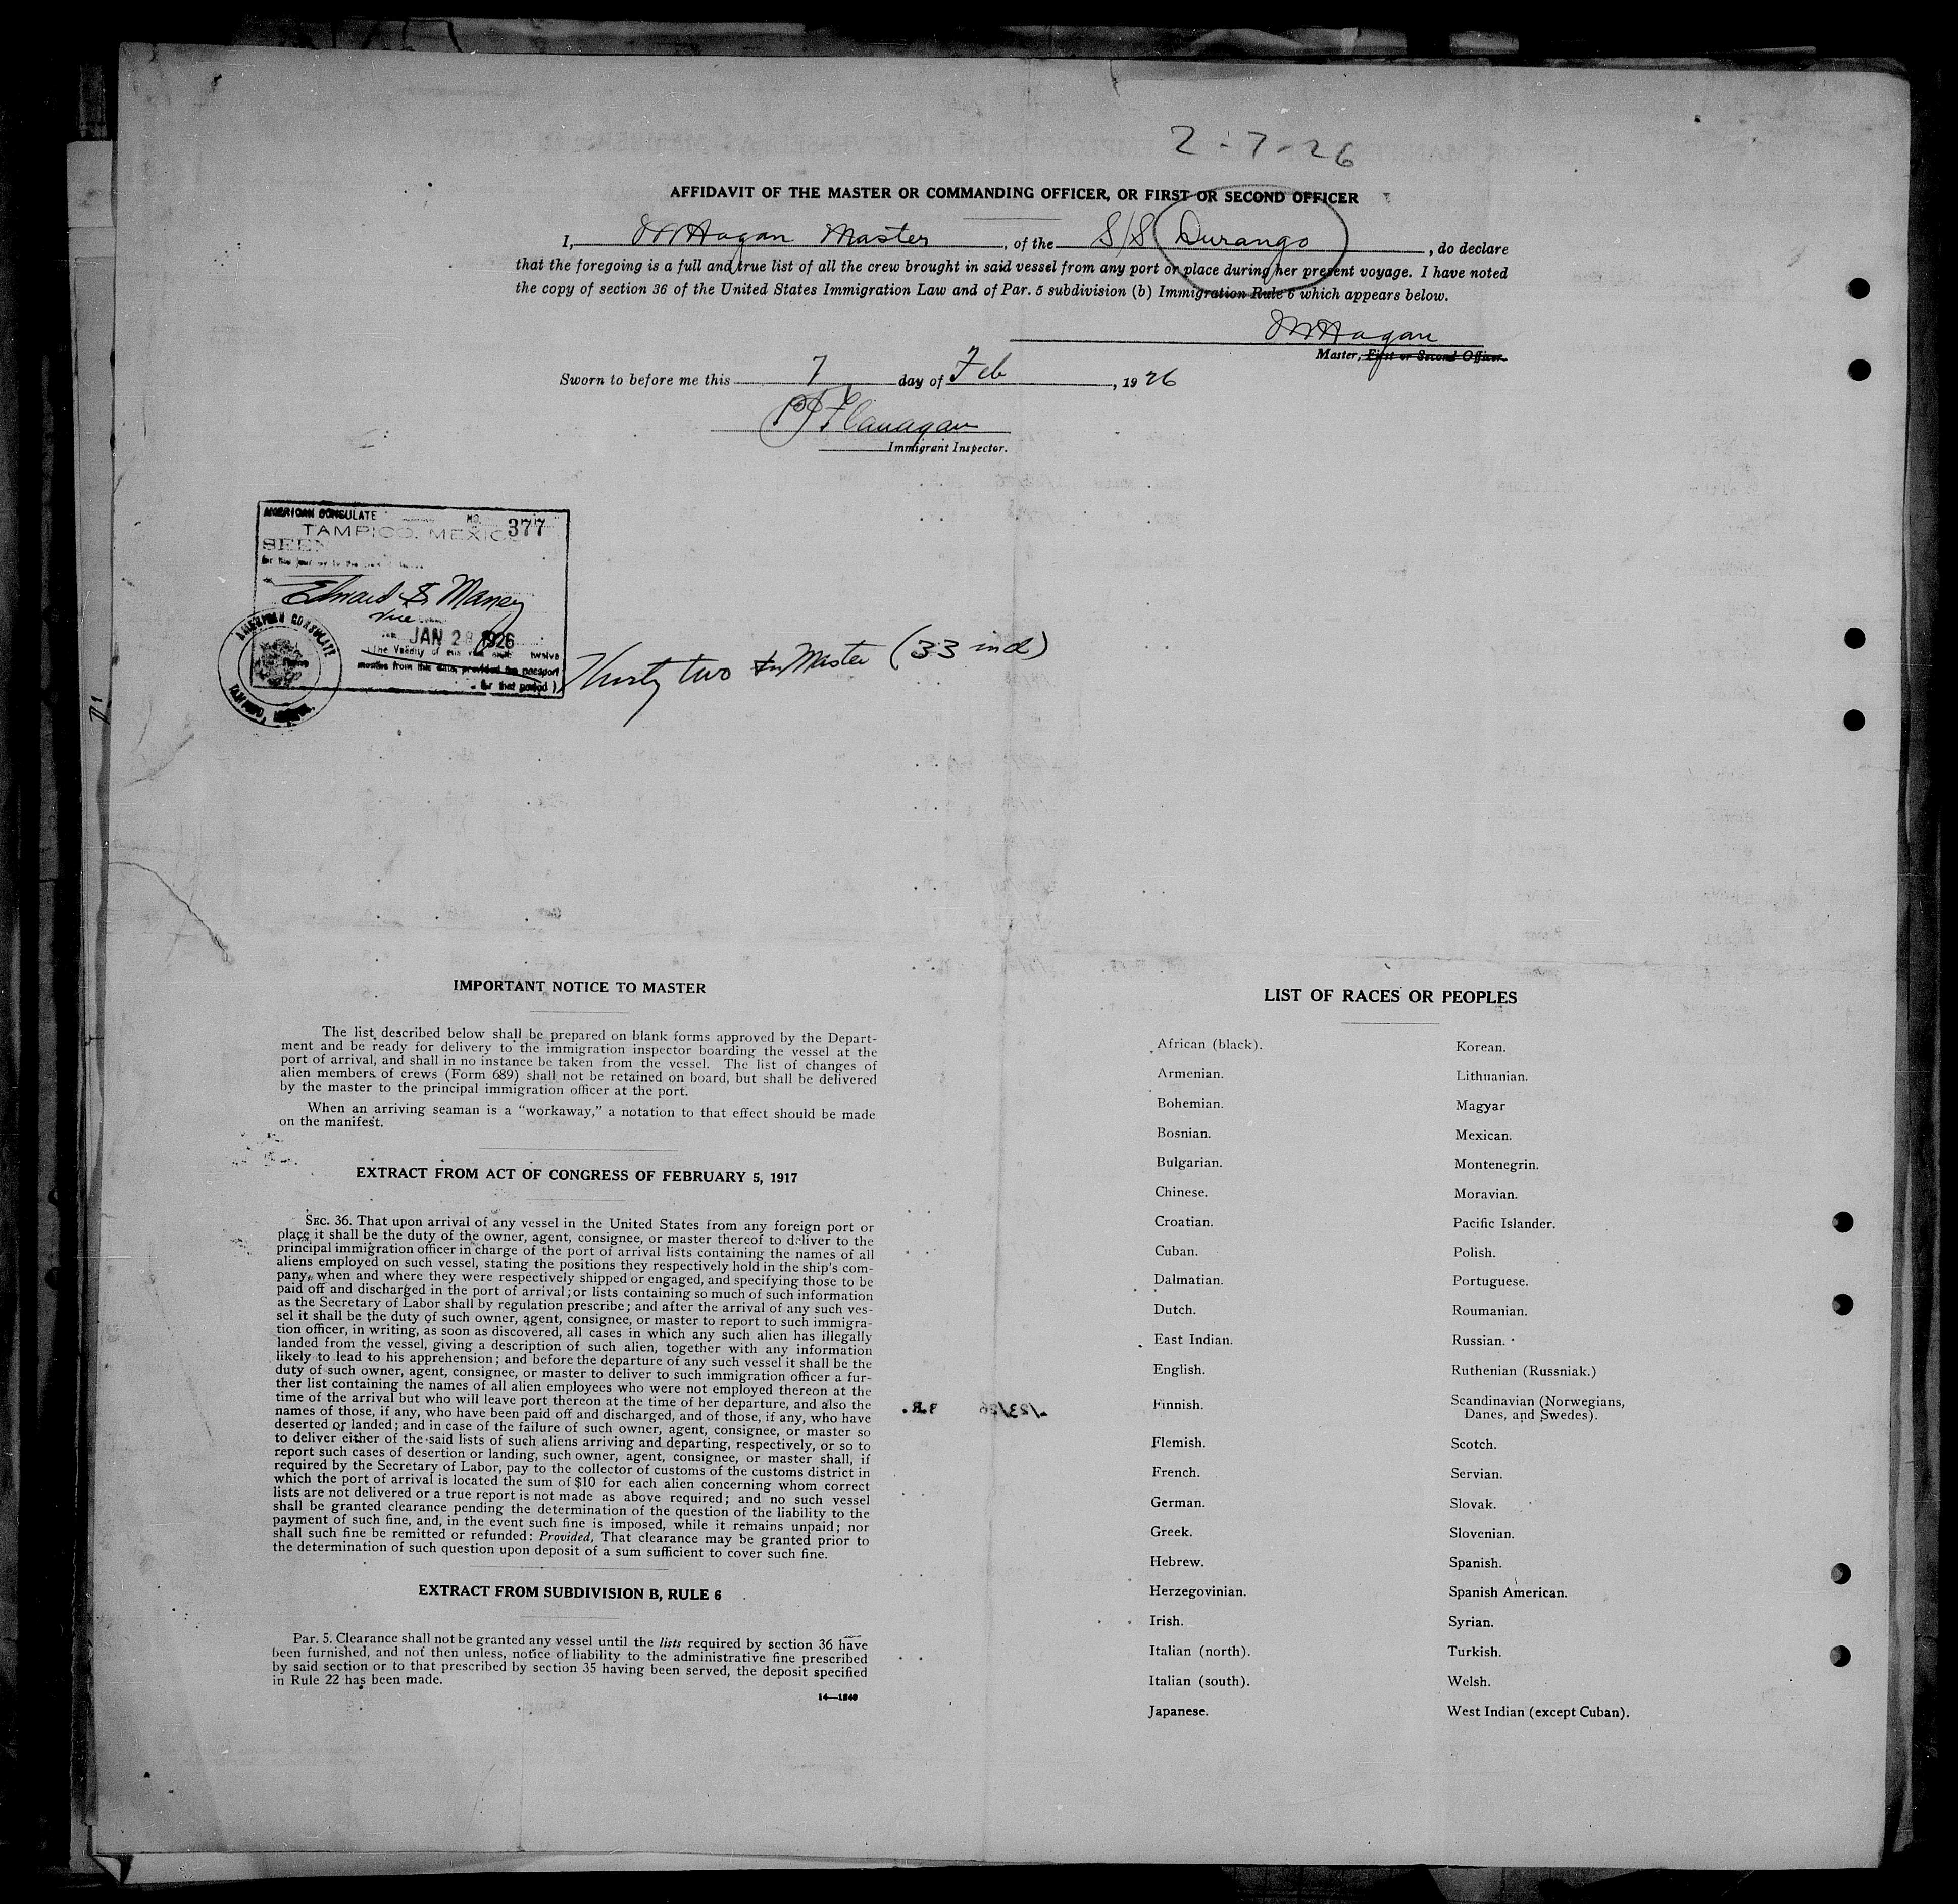 2-7-26
AFFIDAVIT OF THE MASTER OR COMMANDING OFFICER, OR FIRST OR SECOND OFFICER
I, Hagan Master, of the S/S Durango, do declare
that the foregoing is a full and true list of all the crew brought in said vessel from any port or place during her present voyage. I have noted
the copy of section 36 of the United States Immigration Law and of Par. 5 subdivision (b) Immigration Rule 6 which appears below.
Hagan
Master, First or Second Officer.
Sworn to before me this 7 day of Feb, 1926
PJ Flanagan
Immigrant Inspector.
AMERICAN CONSULATE NO. 377
TAMPICO, MEXICO
SEEN
Edward S. Maney
Vice
JAN 28 1926
(The Validity of this visa twelve
months from this date, provided the passport
for that period)
AMERICAN CONSULATE
TAMPICO, MEXICO.
Thirty two Master (33 incl)
IMPORTANT NOTICE TO MASTER
The list described below shall be prepared on blank forms approved by the Depart-
ment and be ready for delivery to the immigration inspector boarding the vessel at the
port of arrival, and shall in no instance be taken from the vessel. The list of changes of
alien members of crews (Form 689) shall not be retained on board, but shall be delivered
by the master to the principal immigration officer at the port.
When an arriving seaman is a "workaway," a notation to that effect should be made
on the manifest.
EXTRACT FROM ACT OF CONGRESS OF FEBRUARY 5, 1917
SEC. 36. That upon arrival of any vessel in the United States from any foreign port or
place it shall be the duty of the owner, agent, consignee, or master thereof to deliver to the
principal immigration officer in charge of the port of arrival lists containing the names of all
aliens employed on such vessel, stating the positions they respectively hold in the ship's com-
pany, when and where they were respectively shipped or engaged, and specifying those to be
paid off and discharged in the port of arrival; or lists containing so much of such information
as the Secretary of Labor shall by regulation prescribe; and after the arrival of any such ves-
sel it shall be the duty of such owner, agent, consignee, or master to report to such immigra-
tion officer, in writing, as soon as discovered, all cases in which any such alien has illegally
landed from the vessel, giving a description of such alien, together with any information
likely to lead to his apprehension; and before the departure of any such vessel it shall be the
duty of such owner, agent, consignee, or master to deliver to such immigration officer a fur-
ther list containing the names of all alien employees who were not employed thereon at the
time of the arrival but who will leave port thereon at the time of her departure, and also the
names of those, if any, who have been paid off and discharged, and of those, if any, who have
deserted or landed; and in case of the failure of such owner, agent, consignee, or master so
to deliver either of the said lists of such aliens arriving and departing, respectively, or so to
report such cases of desertion or landing, such owner, agent, consignee, or master shall, if
required by the Secretary of Labor, pay to the collector of customs of the customs district in
which the port of arrival is located the sum of $10 for each alien concerning whom correct
lists are not delivered or a true report is not made as above required; and no such vessel
shall be granted clearance pending the determination of the question of the liability to the
payment of such fine, and, in the event such fine is imposed, while it remains unpaid; nor
shall such fine be remitted or refunded: Provided, That clearance may be granted prior to
the determination of such question upon deposit of a sum sufficient to cover such fine.
EXTRACT FROM SUBDIVISION B, RULE 6
Par. 5. Clearance shall not be granted any vessel until the lists required by section 36 have
been furnished, and not then unless, notice of liability to the administrative fine prescribed
by said section or to that prescribed by section 35 having been served, the deposit specified
in Rule 22 has been made.
14—1240
LIST OF RACES OR PEOPLES
African (black).
Armenian.
Bohemian.
Bosnian.
Bulgarian.
Chinese.
Croatian.
Cuban.
Dalmatian.
Dutch.
East Indian.
English.
Finnish.
Flemish.
French.
German.
Greek.
Hebrew.
Herzegovinian.
Irish.
Italian (north).
Italian (south).
Japanese.
Korean.
Lithuanian.
Magyar
Mexican.
Montenegrin.
Moravian.
Pacific Islander.
Polish.
Portuguese.
Roumanian.
Russian.
Ruthenian (Russniak.)
Scandinavian (Norwegians,
Danes, and Swedes).
Scotch.
Servian.
Slovak.
Slovenian.
Spanish.
Spanish American.
Syrian.
Turkish.
Welsh.
West Indian (except Cuban).